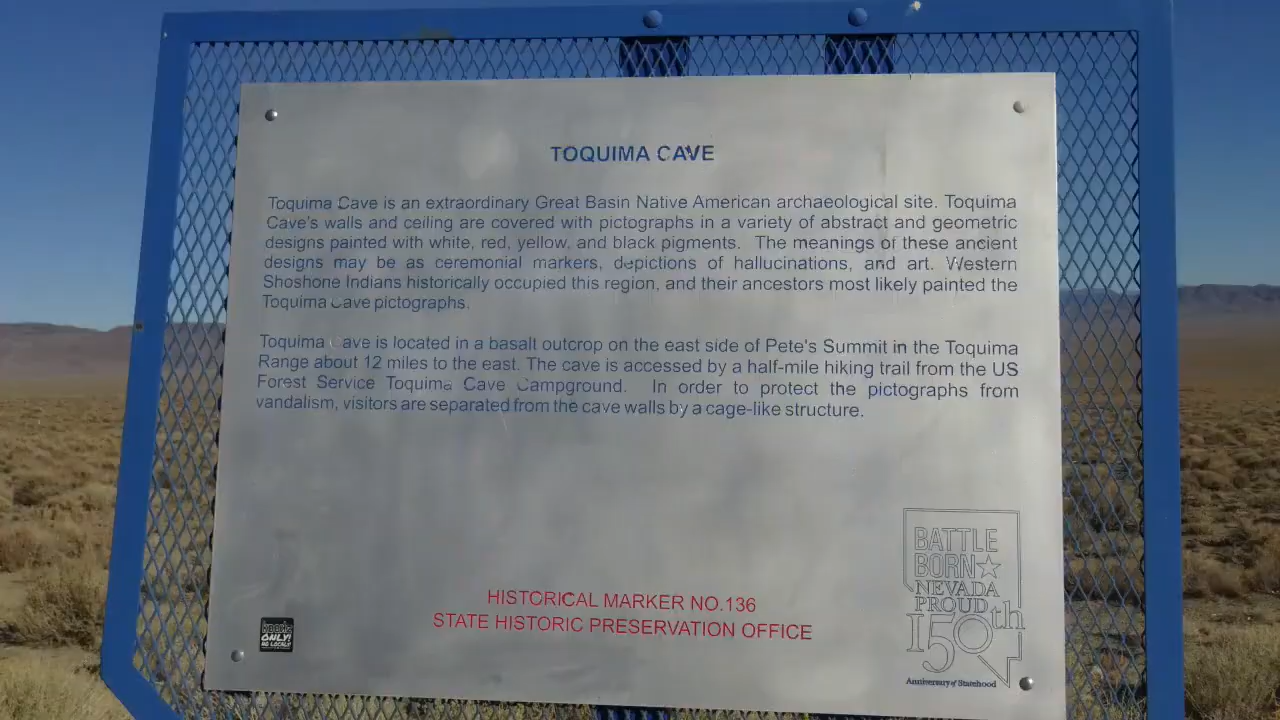 TOQUIMA CAVE
Toquima Cave is an extraordinary Great Basin Native American archaeological site. Toquima
Cave's walls and ceiling are covered with pictographs in a variety of abstract and geometric
designs painted with white, red, yellow, and black pigments. The meanings of these ancient
designs may be as ceremonial markers, depictions of hallucinations, and art. Western
Shoshone Indians historically occupied this region, and their ancestors most likely painted the
Toquima Cave pictographs.
Toquima Cave is located in a basalt outcrop on the east side of Pete's Summit in the Toquima
Range about 12 miles to the east. The cave is accessed by a half-mile hiking trail from the US
Forest Service Toquima Cave Campground. In order to protect the pictographs from
vandalism, visitors are separated from the cave walls by a cage-like structure.
HISTORICAL MARKER NO.136
STATE HISTORIC PRESERVATION OFFICE
ONLY!
BATTLE
BORN
NEVADA
PROUD
150th
Anniversary of Statehood